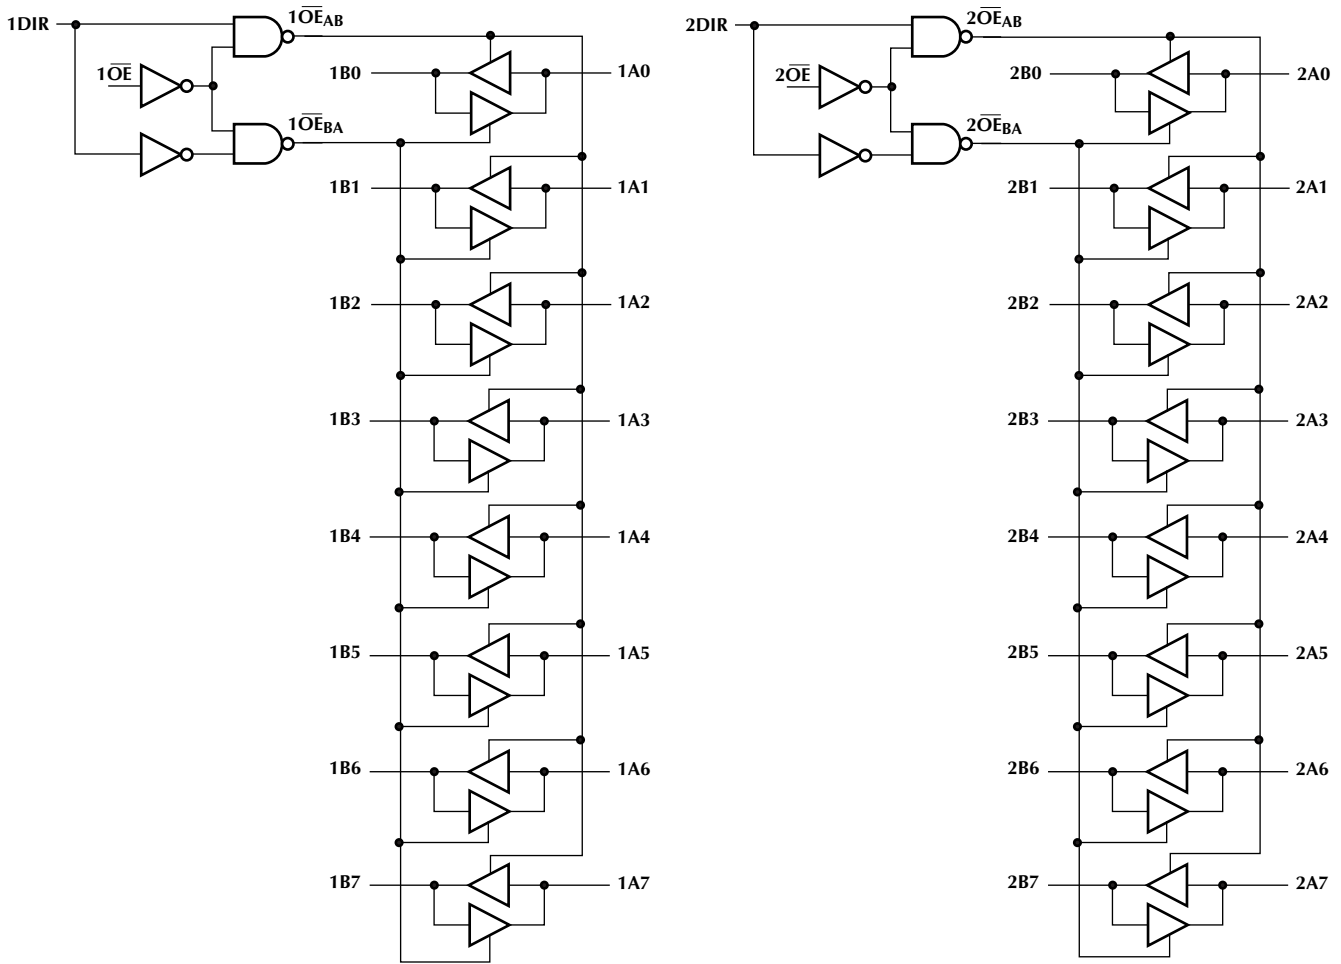 1DIR
1O̅E̅
1O̅E̅AB
1O̅E̅BA
1B0 1A0
1B1 1A1
1B2 1A2
1B3 1A3
1B4 1A4
1B5 1A5
1B6 1A6
1B7 1A7
2DIR
2O̅E̅
2O̅E̅AB
2O̅E̅BA
2B0 2A0
2B1 2A1
2B2 2A2
2B3 2A3
2B4 2A4
2B5 2A5
2B6 2A6
2B7 2A7